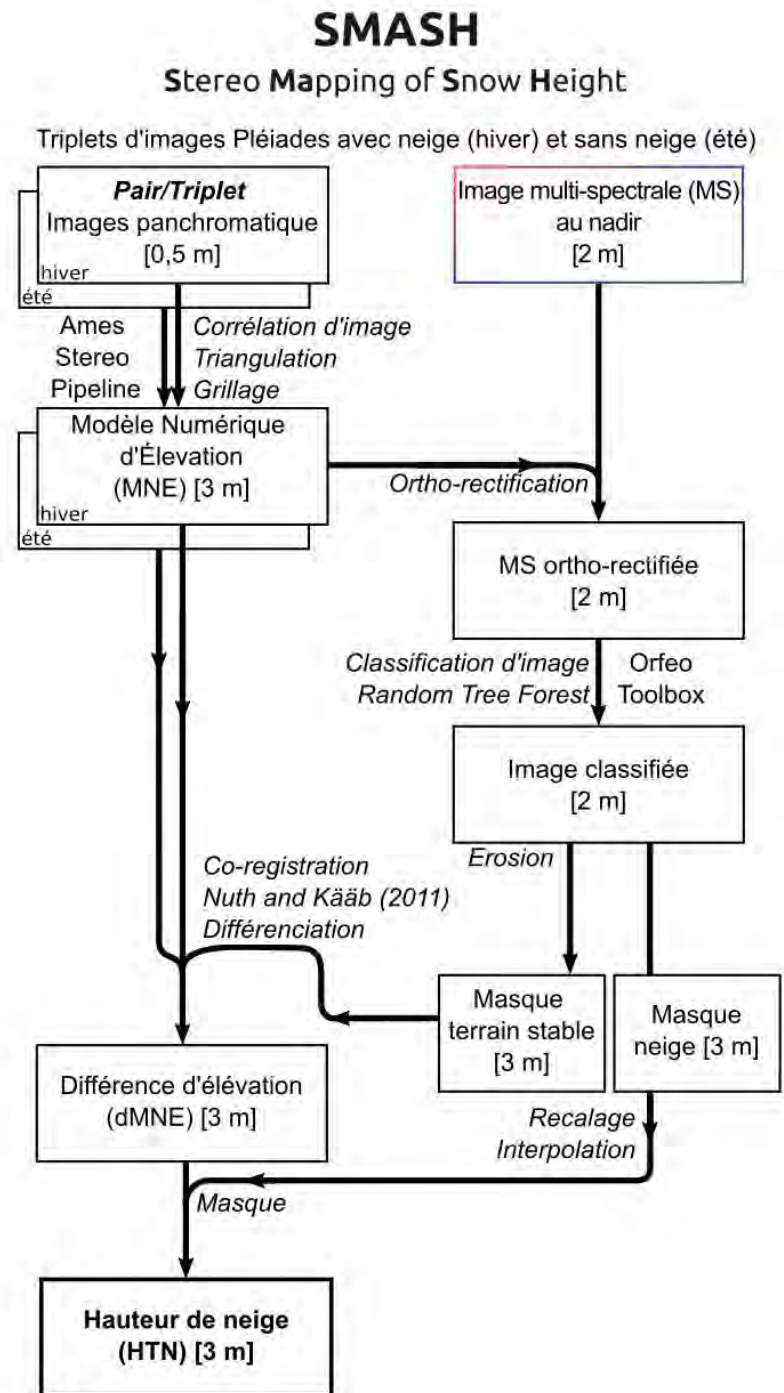 SMASH
Stereo Mapping of Snow Height
Triplets d'images Pléiades avec neige (hiver) et sans neige (été)
Pair/Triplet
Images panchromatique
[0,5 m]
hiver
été
Image multi-spectrale (MS)
au nadir
[2 m]
Ames
Stereo
Pipeline
Corrélation d'image
Triangulation
Grillage
Modèle Numérique
d'Élevation
(MNE) [3 m]
hiver
été
Ortho-rectification
MS ortho-rectifiée
[2 m]
Classification d'image
Random Tree Forest
Orfeo
Toolbox
Image classifiée
[2 m]
Erosion
Co-registration
Nuth and Kääb (2011)
Différenciation
Masque
terrain stable
[3 m]
Masque
neige [3 m]
Différence d'élévation
(dMNE) [3 m]
Recalage
Interpolation
Masque
Hauteur de neige
(HTN) [3 m]